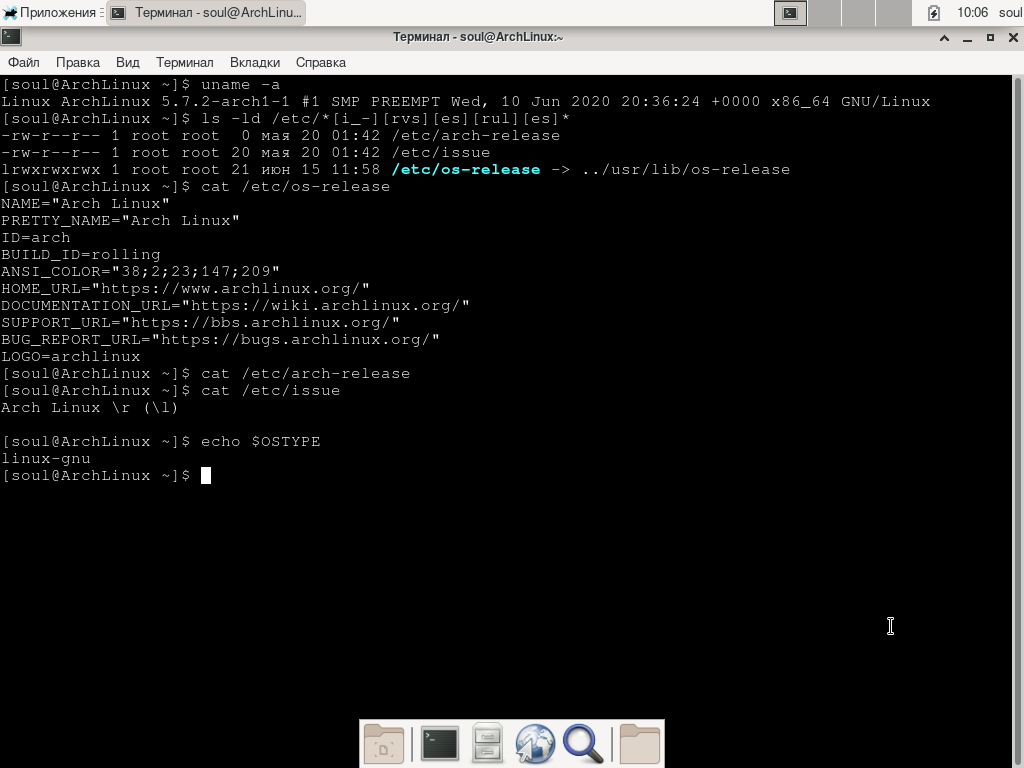 Приложения
Терминал - soul@ArchLinu...
10:06
soul
Терминал - soul@ArchLinux:~
Файл Правка Вид Терминал Вкладки Справка
[soul@ArchLinux ~]$ uname -a
Linux ArchLinux 5.7.2-arch1-1 #1 SMP PREEMPT Wed, 10 Jun 2020 20:36:24 +0000 x86_64 GNU/Linux
[soul@ArchLinux ~]$ ls -ld /etc/*[i_-][rvs][es][rul][es]*
-rw-r--r-- 1 root root  0 мая 20 01:42 /etc/arch-release
-rw-r--r-- 1 root root 20 мая 20 01:42 /etc/issue
lrwxrwxrwx 1 root root 21 июн 15 11:58 /etc/os-release -> ../usr/lib/os-release
[soul@ArchLinux ~]$ cat /etc/os-release
NAME="Arch Linux"
PRETTY_NAME="Arch Linux"
ID=arch
BUILD_ID=rolling
ANSI_COLOR="38;2;23;147;209"
HOME_URL="https://www.archlinux.org/"
DOCUMENTATION_URL="https://wiki.archlinux.org/"
SUPPORT_URL="https://bbs.archlinux.org/"
BUG_REPORT_URL="https://bugs.archlinux.org/"
LOGO=archlinux
[soul@ArchLinux ~]$ cat /etc/arch-release
[soul@ArchLinux ~]$ cat /etc/issue
Arch Linux \r (\l)
[soul@ArchLinux ~]$ echo $OSTYPE
linux-gnu
[soul@ArchLinux ~]$